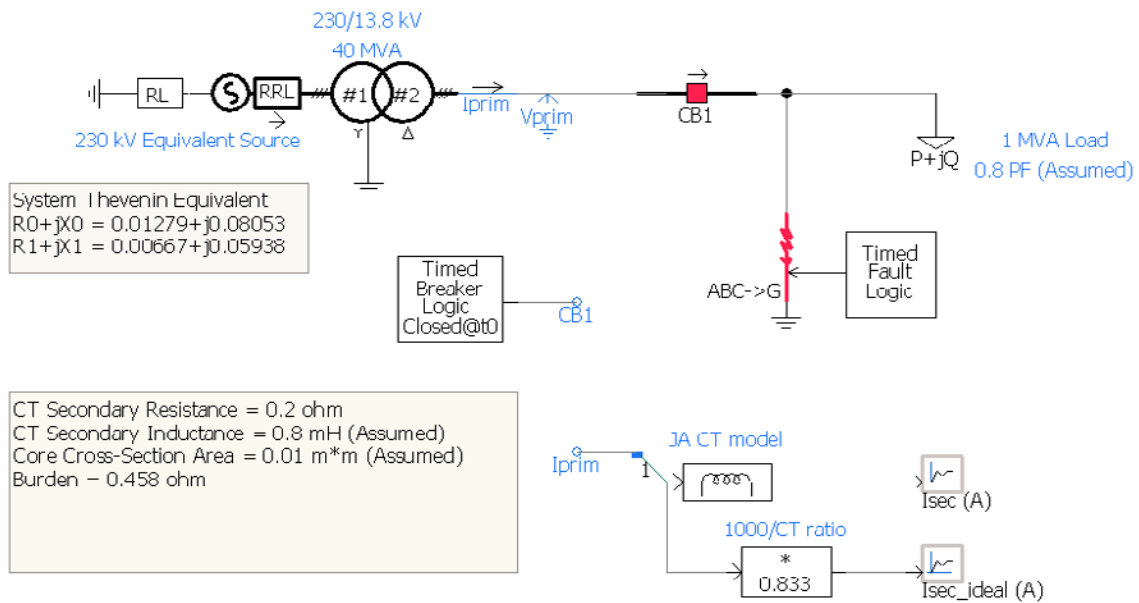 230/13.8 kV
40 MVA
RL
RRL
#1
#2
Iprim
Vprim
CB1
P+jQ
1 MVA Load
0.8 PF (Assumed)
230 kV Equivalent Source
Y
Δ
System Thevenin Equivalent
R0+jX0 = 0.01279+j0.08053
R1+jX1 = 0.00667+j0.05938
Timed
Breaker
Logic
Closed@t0
CB1
ABC->G
Timed
Fault
Logic
CT Secondary Resistance = 0.2 ohm
CT Secondary Inductance = 0.8 mH (Assumed)
Core Cross-Section Area = 0.01 m*m (Assumed)
Burden – 0.458 ohm
Iprim
1
JA CT model
Isec (A)
1000/CT ratio
*
0.833
Isec_ideal (A)